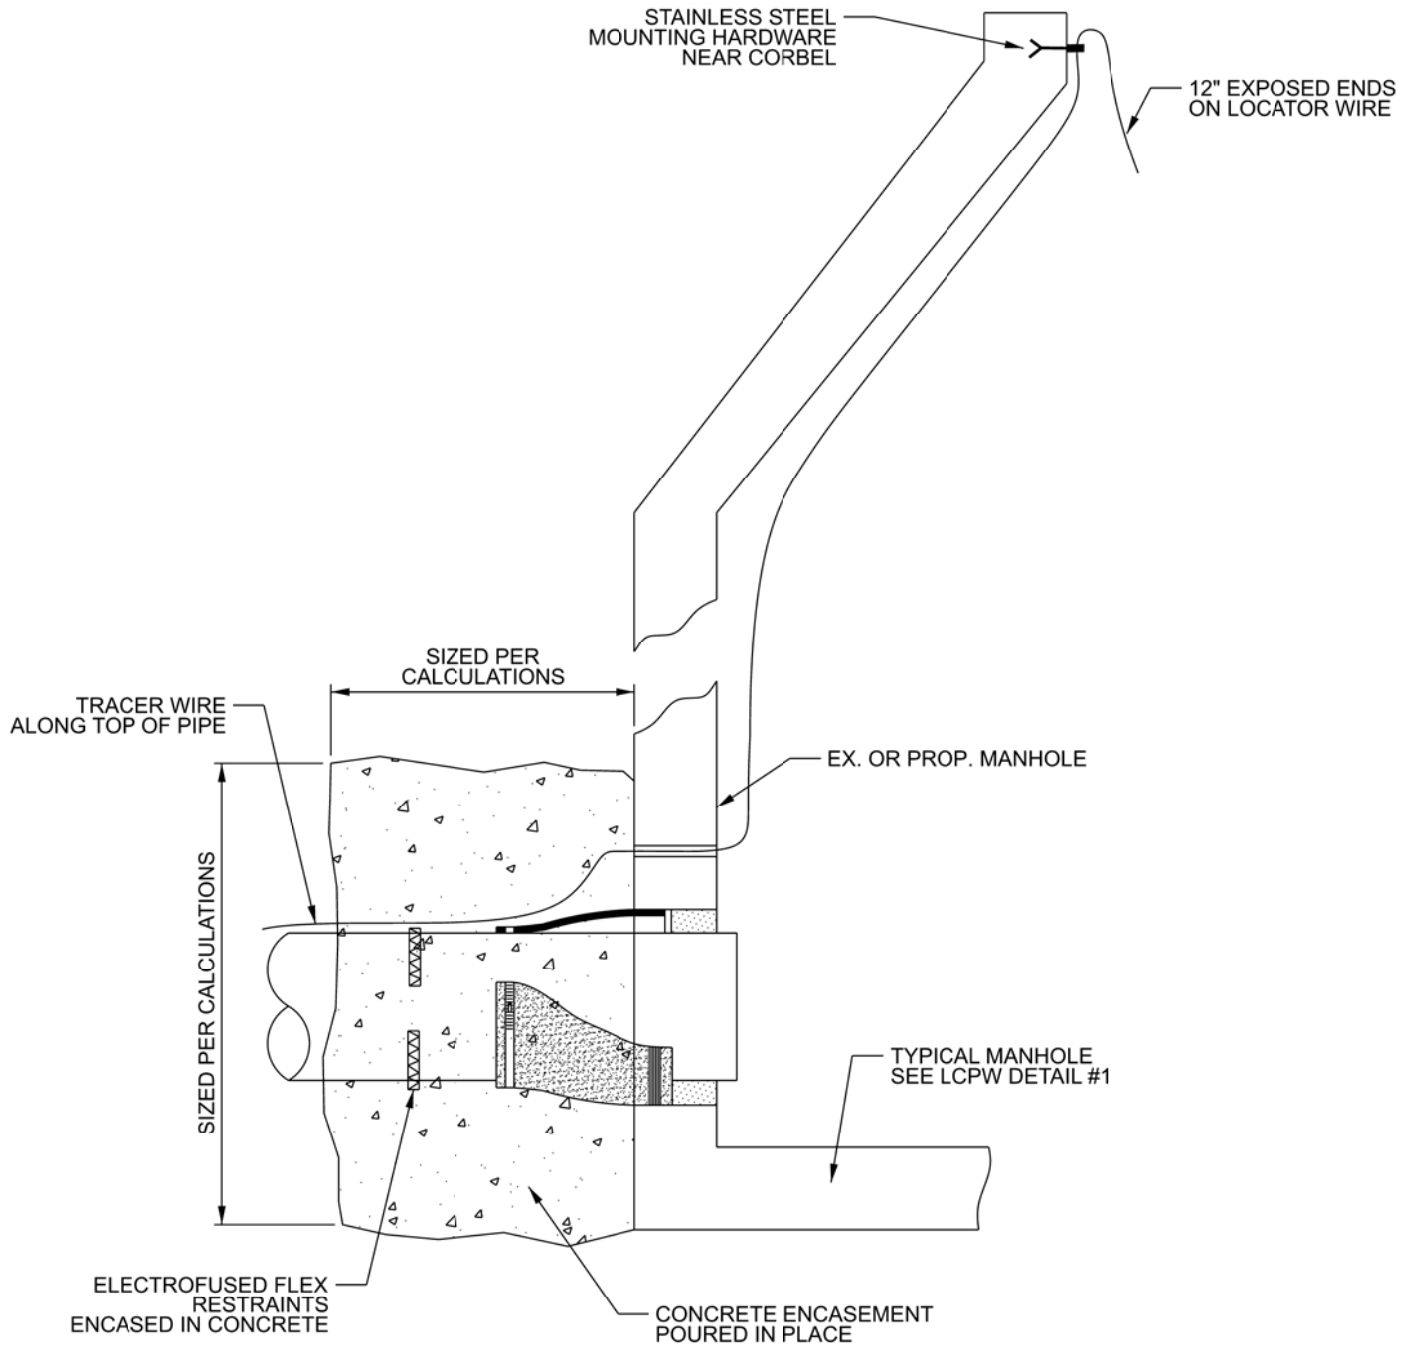 STAINLESS STEEL
MOUNTING HARDWARE
NEAR CORBEL
12" EXPOSED ENDS
ON LOCATOR WIRE
SIZED PER
CALCULATIONS
TRACER WIRE
ALONG TOP OF PIPE
EX. OR PROP. MANHOLE
SIZED PER CALCULATIONS
TYPICAL MANHOLE
SEE LCPW DETAIL #1
ELECTROFUSED FLEX
RESTRAINTS
ENCASED IN CONCRETE
CONCRETE ENCASEMENT
POURED IN PLACE